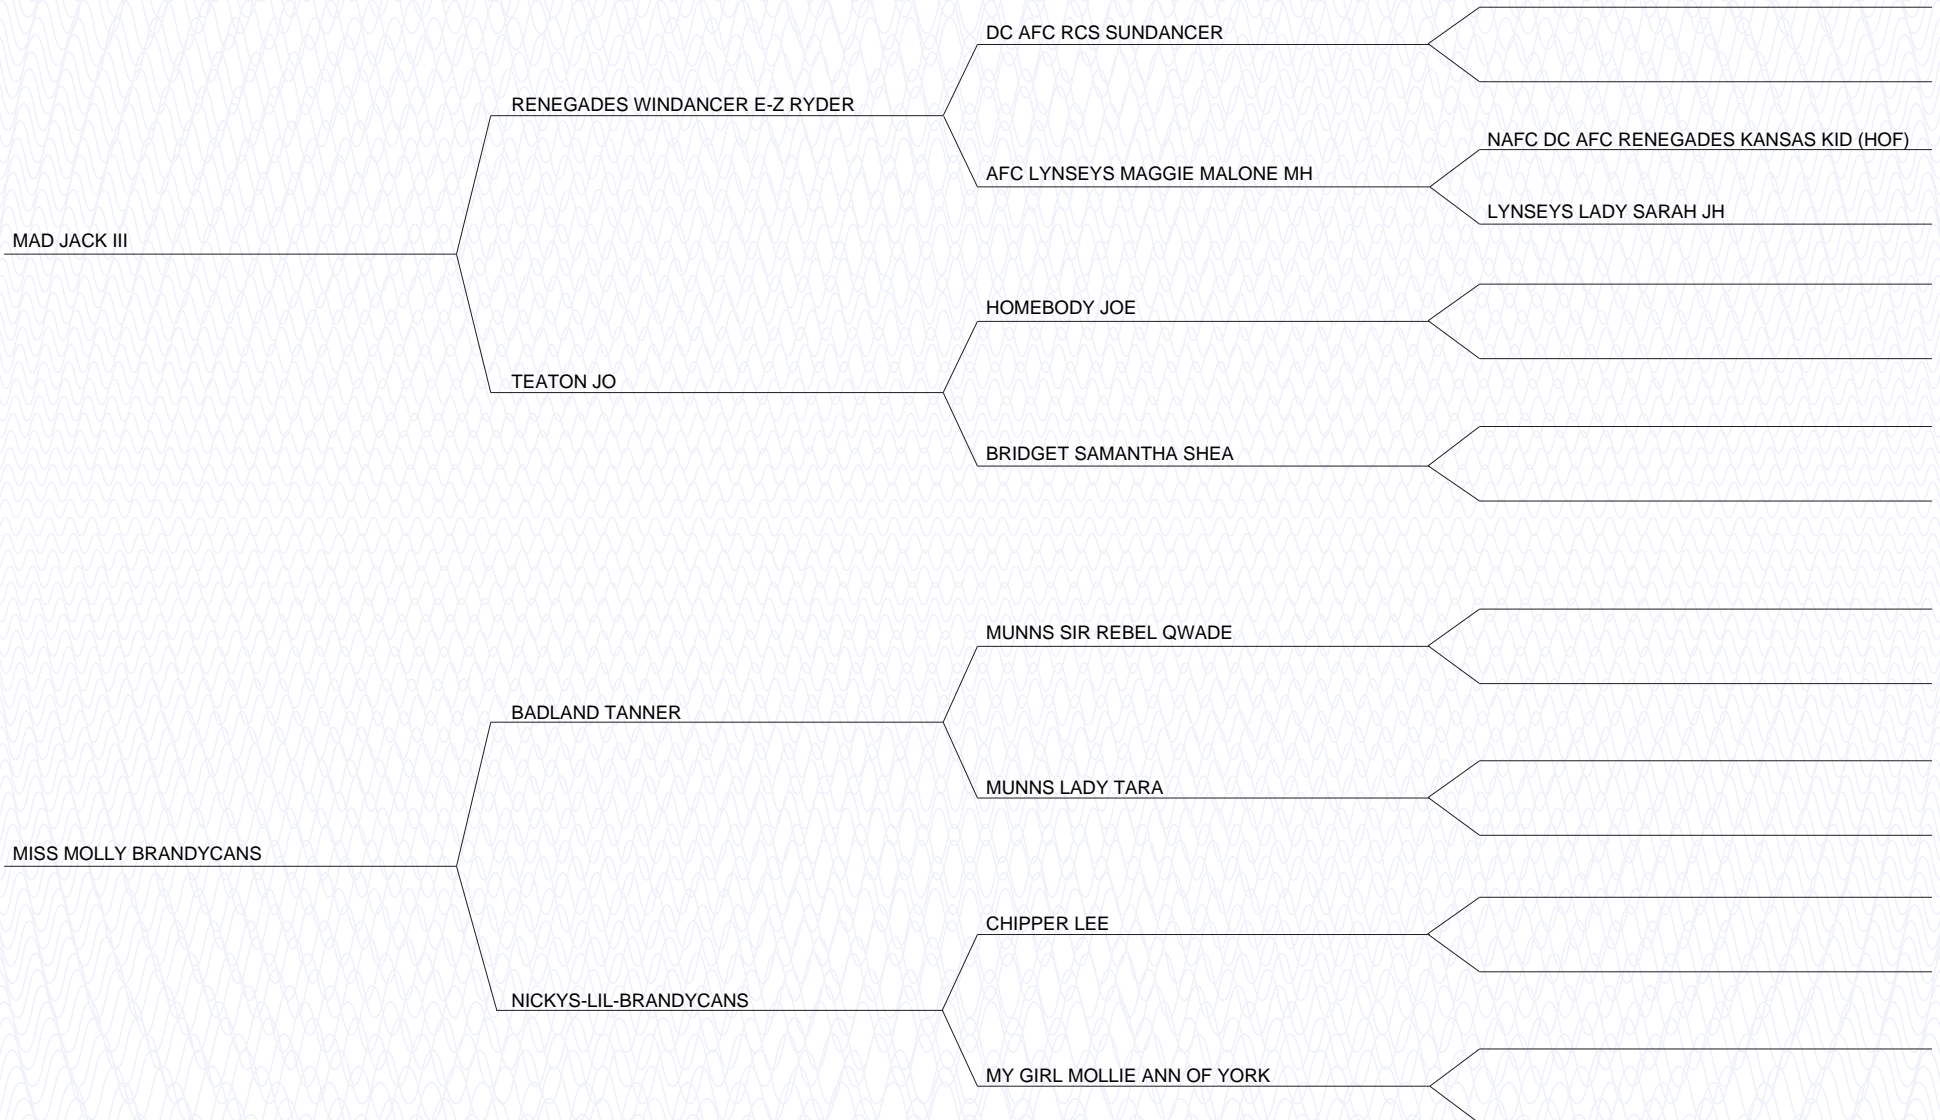 DC AFC RCS SUNDANCER
RENEGADES WINDANCER E-Z RYDER
NAFC DC AFC RENEGADES KANSAS KID (HOF)
AFC LYNSEYS MAGGIE MALONE MH
LYNSEYS LADY SARAH JH
MAD JACK III
HOMEBODY JOE
TEATON JO
BRIDGET SAMANTHA SHEA
MUNNS SIR REBEL QWADE
BADLAND TANNER
MUNNS LADY TARA
MISS MOLLY BRANDYCANS
CHIPPER LEE
NICKYS-LIL-BRANDYCANS
MY GIRL MOLLIE ANN OF YORK